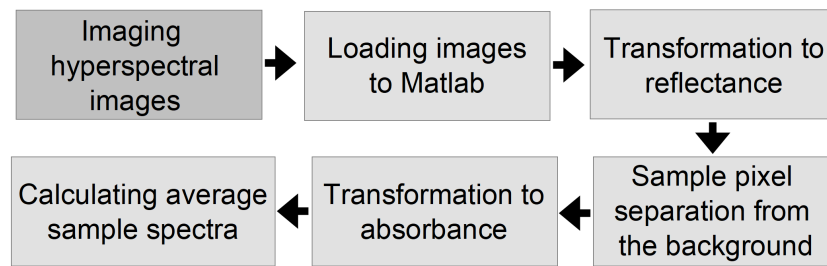 Imaging
hyperspectral
images
Loading images
to Matlab
Transformation to
reflectance
Sample pixel
separation from
the background
Transformation to
absorbance
Calculating average
sample spectra